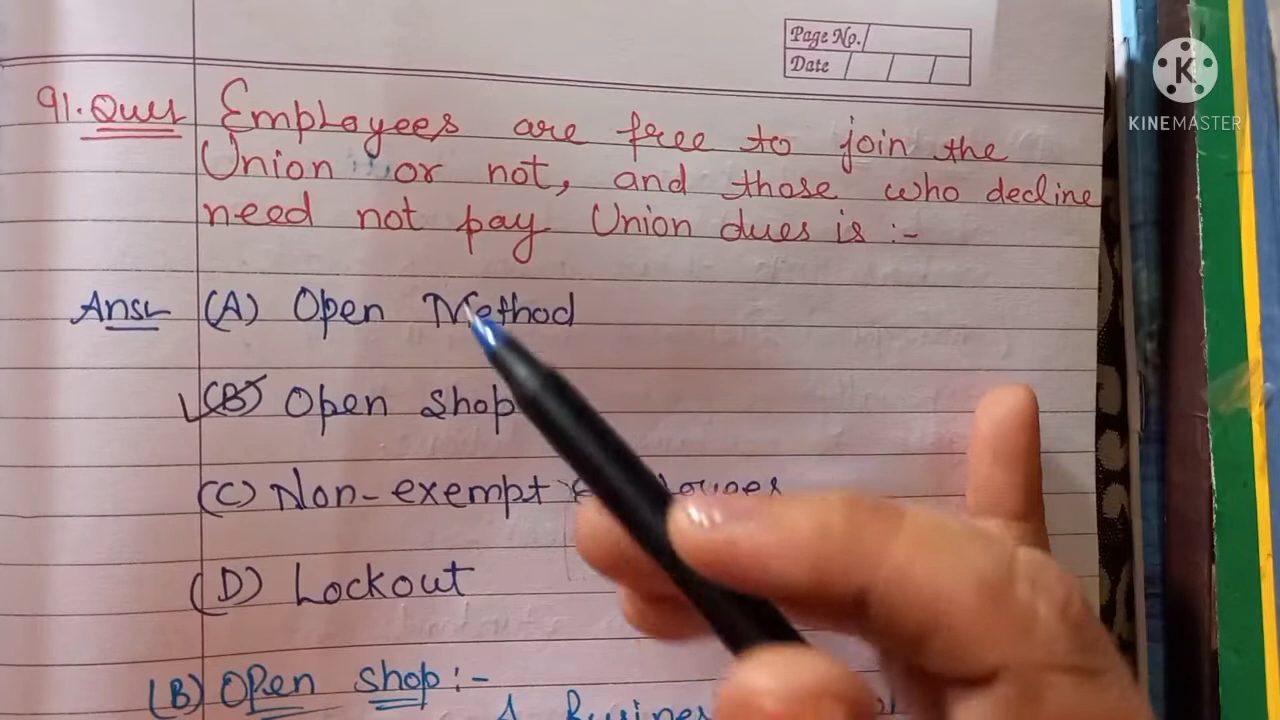 Page No.
Date
K
KINEMASTER
91. Ques Employees are free to join the
Union or not, and those who decline
need not pay Union dues is :-
Ans (A) Open Method
(B) Open Shop
(C) Non-exempt
(D) Lockout
(B) Open Shop :-
A